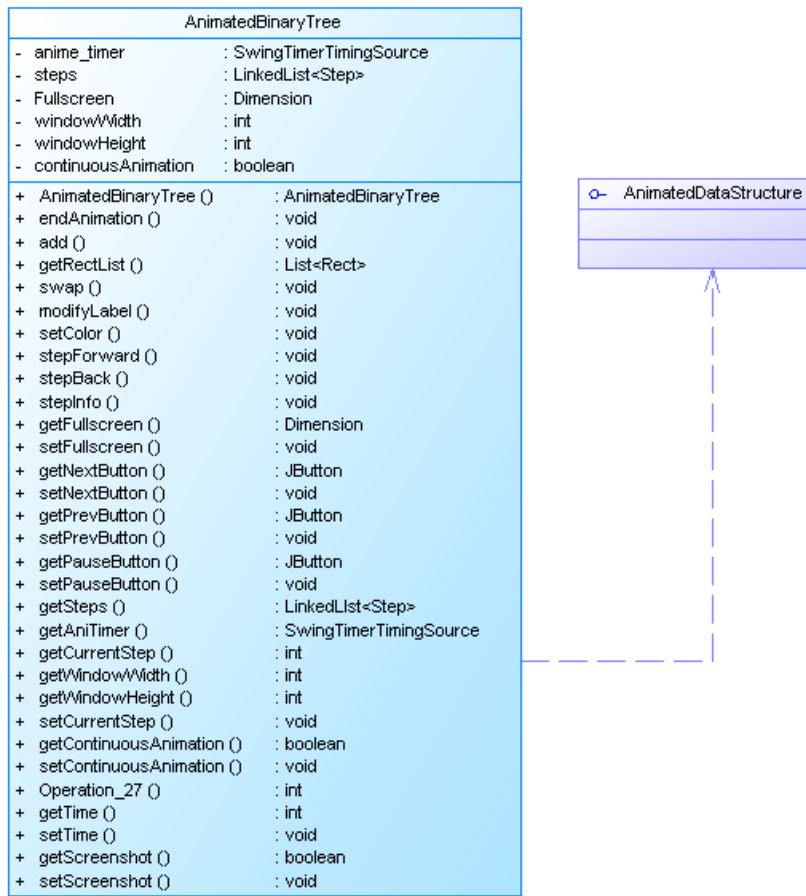 AnimatedBinaryTree
- anime_timer : SwingTimerTimingSource
- steps : LinkedList<Step>
- Fullscreen : Dimension
- windowWidth : int
- windowHeight : int
- continuousAnimation : boolean
+ AnimatedBinaryTree () : AnimatedBinaryTree
+ endAnimation () : void
+ add () : void
+ getRectList () : List<Rect>
+ swap () : void
+ modifyLabel () : void
+ setColor () : void
+ stepForward () : void
+ stepBack () : void
+ stepInfo () : void
+ getFullscreen () : Dimension
+ setFullscreen () : void
+ getNextButton () : JButton
+ setNextButton () : void
+ getPrevButton () : JButton
+ setPrevButton () : void
+ getPauseButton () : JButton
+ setPauseButton () : void
+ getSteps () : LinkedLIst<Step>
+ getAniTimer () : SwingTimerTimingSource
+ getCurrentStep () : int
+ getWindowWidth () : int
+ getWindowHeight () : int
+ setCurrentStep () : void
+ getContinuousAnimation () : boolean
+ setContinuousAnimation () : void
+ Operation_27 () : int
+ getTime () : int
+ setTime () : void
+ getScreenshot () : boolean
+ setScreenshot () : void
AnimatedDataStructure